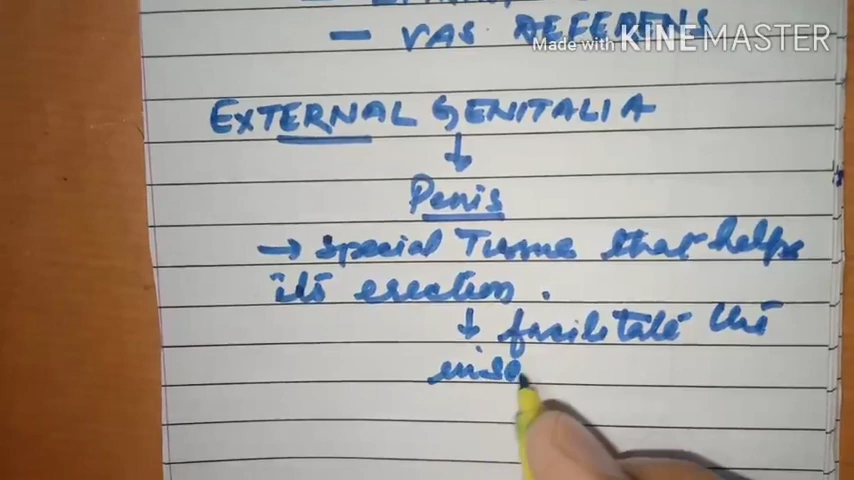 — VAS DEFERENS
Made with KINEMASTER
EXTERNAL GENITALIA
↓
Penis
→ special Tissue that helps
its erection.
↓ facilitate the